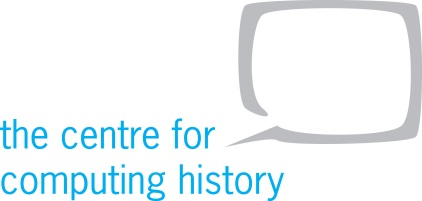 the centre for
computing history